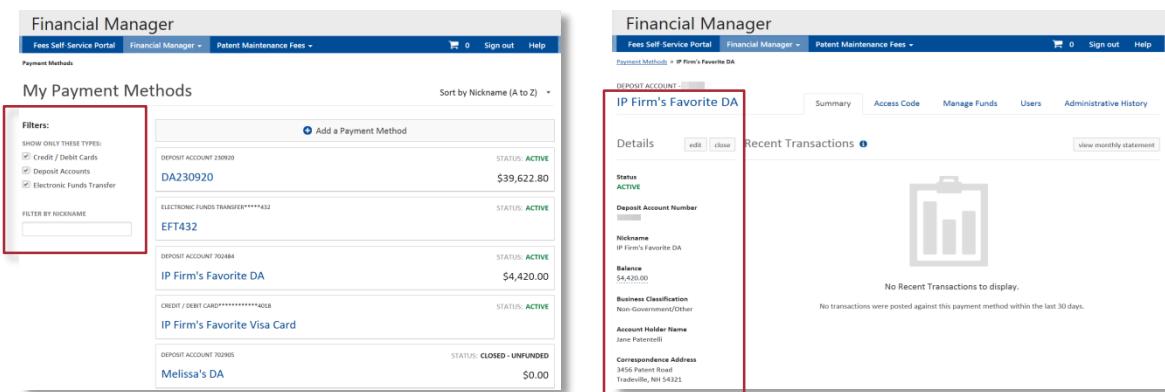 Financial Manager
Fees Self-Service Portal Financial Manager Patent Maintenance Fees 0 Sign out Help
Payment Methods
My Payment Methods
Sort by Nickname (A to Z)
Filters:
SHOW ONLY THESE TYPES:
Credit / Debit Cards
Deposit Accounts
Electronic Funds Transfer
FILTER BY NICKNAME
Add a Payment Method
DEPOSIT ACCOUNT 230920 STATUS: ACTIVE
DA230920 $39,622.80
ELECTRONIC FUNDS TRANSFER*****432 STATUS: ACTIVE
EFT432
DEPOSIT ACCOUNT 702484 STATUS: ACTIVE
IP Firm's Favorite DA $4,420.00
CREDIT / DEBIT CARD************4018 STATUS: ACTIVE
IP Firm's Favorite Visa Card
DEPOSIT ACCOUNT 702905 STATUS: CLOSED - UNFUNDED
Melissa's DA $0.00
Financial Manager
Fees Self-Service Portal Financial Manager Patent Maintenance Fees 0 Sign out Help
Payment Methods > IP Firm's Favorite DA
DEPOSIT ACCOUNT -
IP Firm's Favorite DA
Summary Access Code Manage Funds Users Administrative History
Details edit close
Recent Transactions view monthly statement
Status
ACTIVE
Deposit Account Number
Nickname
IP Firm's Favorite DA
Balance
$4,420.00
Business Classification
Non-Government/Other
Account Holder Name
Jane Patentelli
Correspondence Address
3456 Patent Road
Tradeville, NH 54321
No Recent Transactions to display.
No transactions were posted against this payment method within the last 30 days.